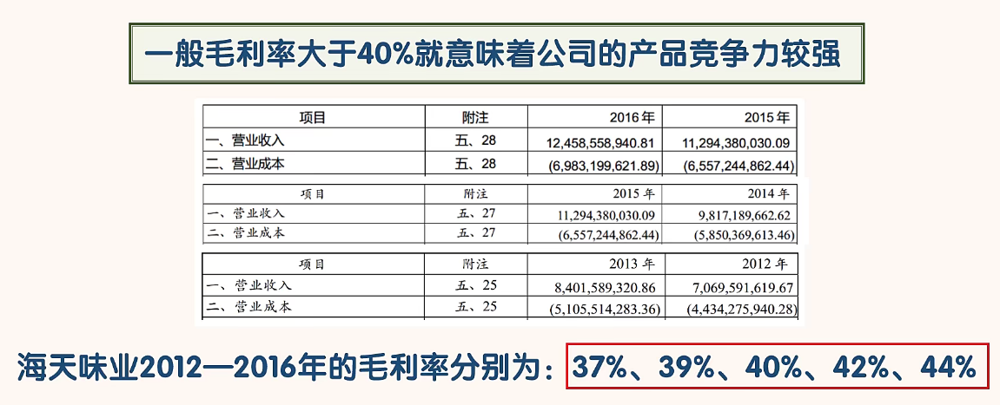 一般毛利率大于40%就意味着公司的产品竞争力较强
项目 附注 2016年 2015年
一、营业收入 五、28 12,458,558,940.81 11,294,380,030.09
二、营业成本 五、28 (6,983,199,621.89) (6,557,244,862.44)
项目 附注 2015年 2014年
一、营业收入 五、27 11,294,380,030.09 9,817,189,662.62
二、营业成本 五、27 (6,557,244,862.44) (5,850,369,613.46)
项目 附注 2013年 2012年
一、营业收入 五、25 8,401,589,320.86 7,069,591,619.67
二、营业成本 五、25 (5,105,514,283.36) (4,434,275,940.28)
海天味业2012—2016年的毛利率分别为：37%、39%、40%、42%、44%